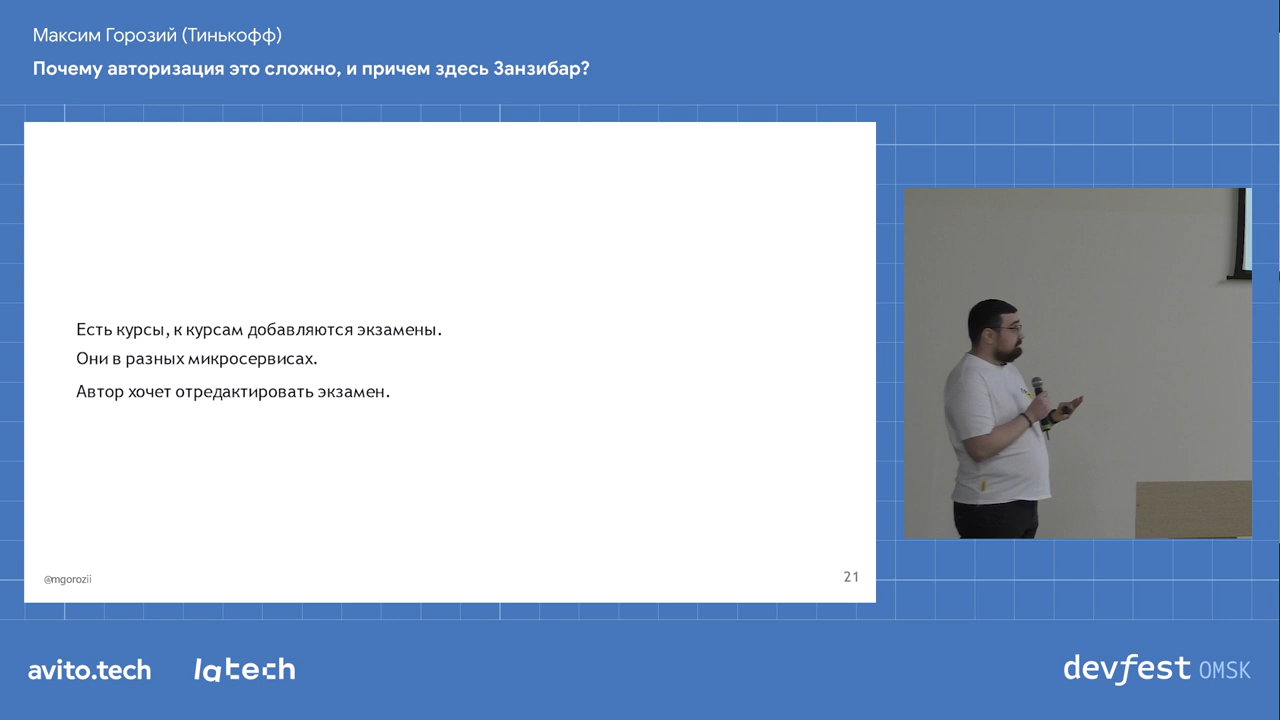 Максим Горозий (Тинькофф)
Почему авторизация это сложно, и причем здесь Занзибар?
Есть курсы, к курсам добавляются экзамены.
Они в разных микросервисах.
Автор хочет отредактировать экзамен.
@mgorozii
21
avito.tech
latech
devfest OMSK